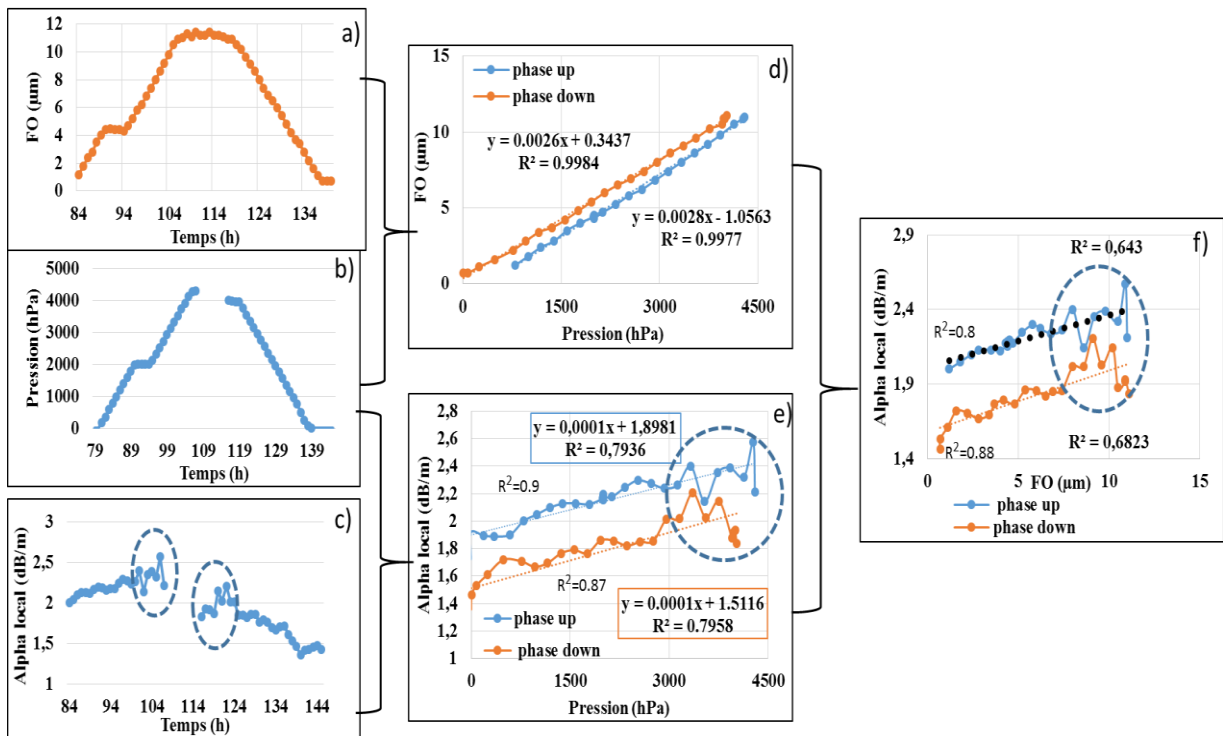 a)
12
10
8
6
4
2
0
FO (µm)
84 94 104 114 124 134
Temps (h)
b)
5000
4000
3000
2000
1000
0
Pression (hPa)
79 89 99 109 119 129 139
Temps (h)
c)
3
2,5
2
1,5
1
Alpha local (dB/m)
84 94 104 114 124 134 144
Temps (h)
d)
15
10
5
0
FO (µm)
phase up
phase down
y = 0.0026x + 0.3437
R² = 0.9984
y = 0.0028x - 1.0563
R² = 0.9977
0 1500 3000 4500
Pression (hPa)
e)
2,8
2,6
2,4
2,2
2
1,8
1,6
1,4
1,2
1
Alpha local (dB/m)
y = 0,0001x + 1,8981
R² = 0,7936
R²=0.9
R²=0.87
y = 0.0001x + 1.5116
R² = 0.7958
phase up
phase down
0 1500 3000 4500
Pression (hPa)
f)
2,9
2,4
1,9
1,4
Alpha local (dB/m)
R² = 0,643
R²=0.8
R² = 0,6823
R²=0.88
0 5 10
FO (µm)
phase up
phase down